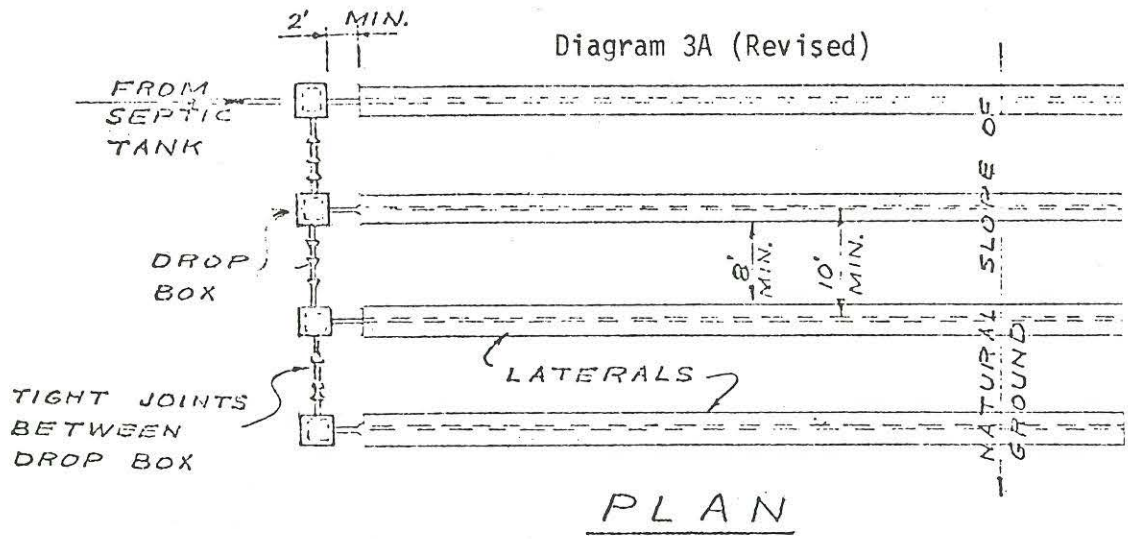 2' MIN.
Diagram 3A (Revised)
FROM
SEPTIC
TANK
DROP
BOX
8'
MIN.
10'
MIN.
NATURAL SLOPE OF
GROUND
LATERALS
TIGHT JOINTS
BETWEEN
DROP BOX
PLAN